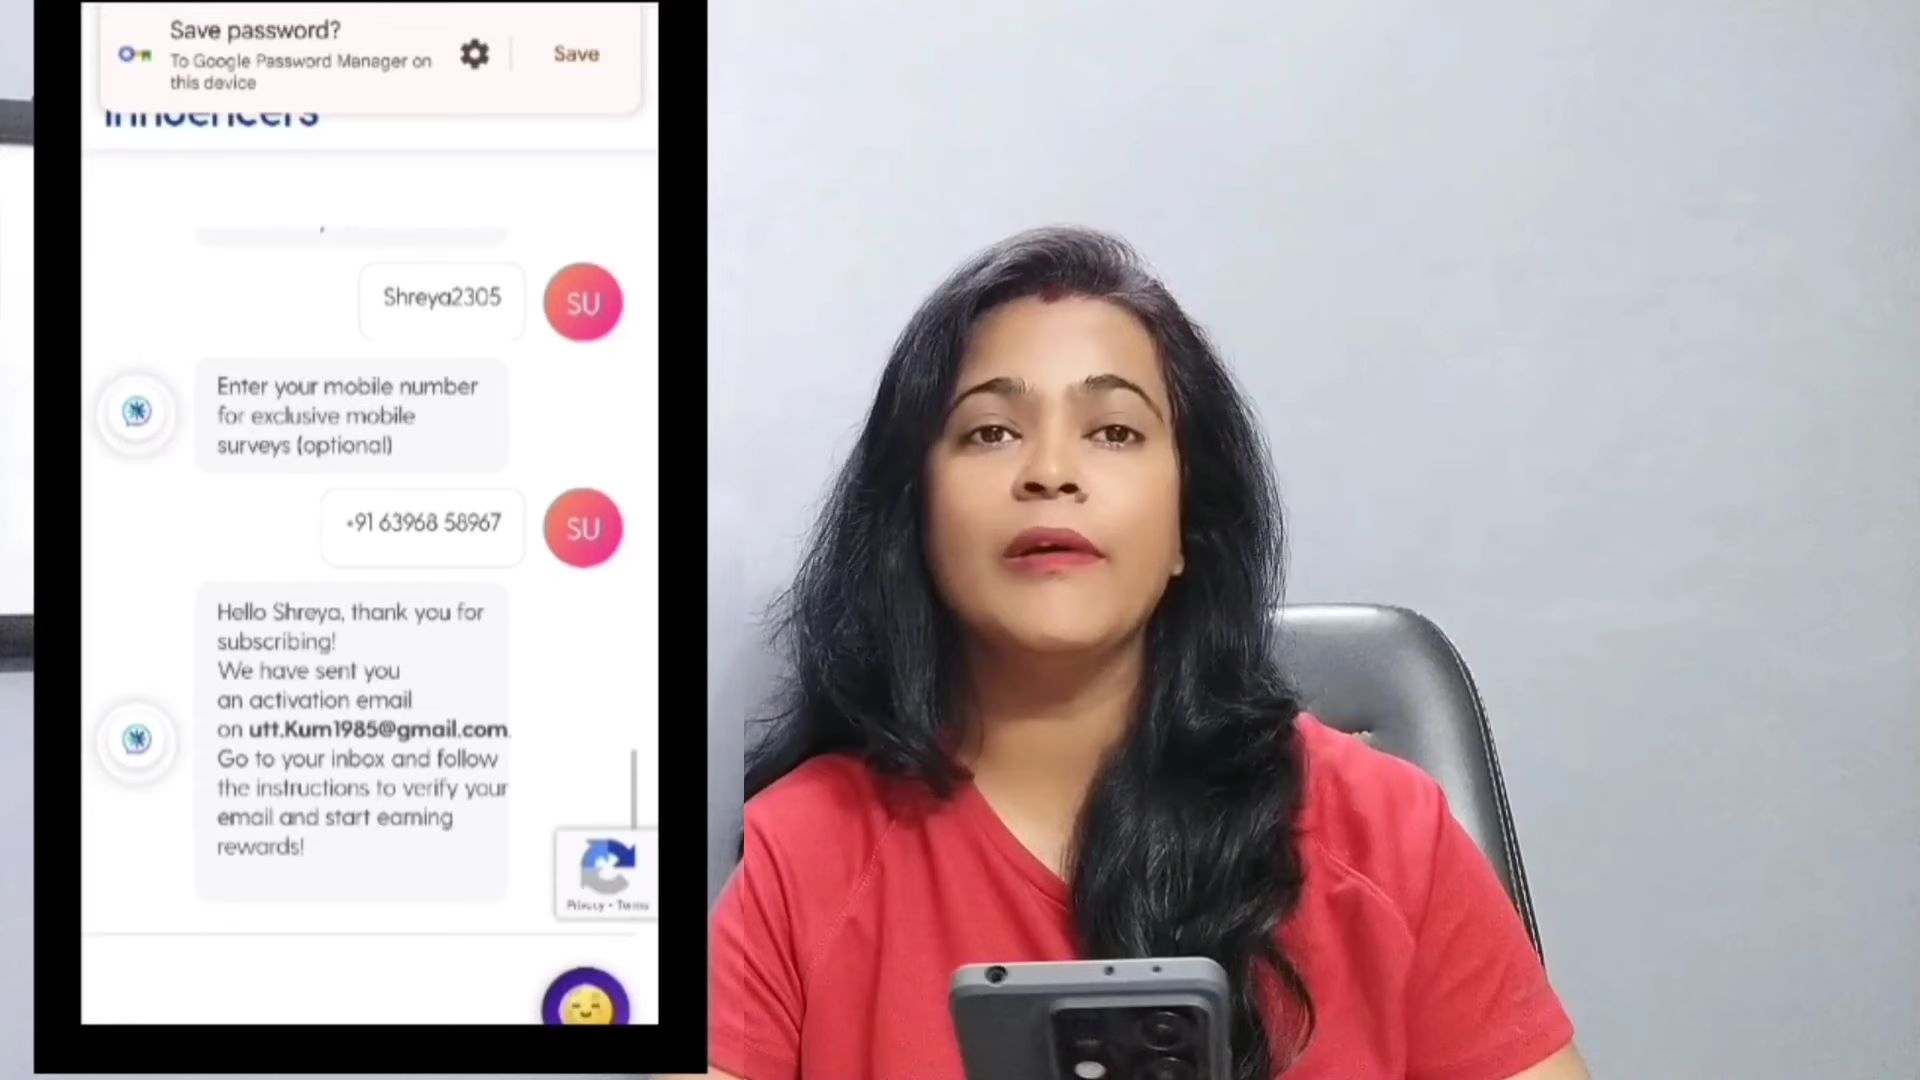 Save password?
To Google Password Manager on
this device
Save
influencers
Shreya2305
SU
Enter your mobile number
for exclusive mobile
surveys (optional)
+91 63968 58967
SU
Hello Shreya, thank you for
subscribing!
We have sent you
an activation email
on utt.Kum1985@gmail.com.
Go to your inbox and follow
the instructions to verify your
email and start earning
rewards!
Privacy - Terms